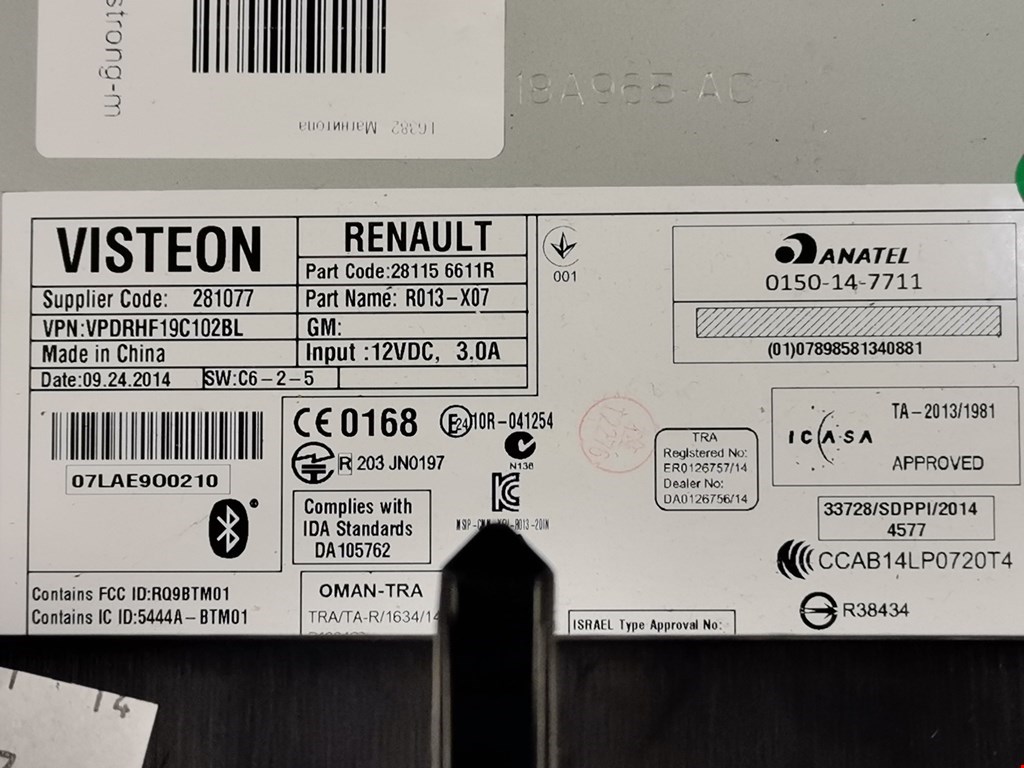 strong-m
16382 Магнитола
18A965-AC
VISTEON
RENAULT
Part Code:28115 6611R
Supplier Code: 281077
Part Name: R013-X07
VPN:VPDRHF19C102BL
GM:
Made in China
Input :12VDC, 3.0A
Date:09.24.2014
SW:C6-2-5
001
ANATEL
0150-14-7711
(01)07898581340881
07LAE900210
CE 0168
E24
10R-041254
N136
R 203 JN0197
Complies with
IDA Standards
DA105762
TRA
Registered No:
ER0126757/14
Dealer No:
DA0126756/14
ICASA
TA-2013/1981
APPROVED
33728/SDPPI/2014
4577
CCAB14LP0720T4
R38434
Contains FCC ID:RQ9BTM01
Contains IC ID:5444A-BTM01
OMAN-TRA
TRA/TA-R/1634/14
ISRAEL Type Approval No:
14